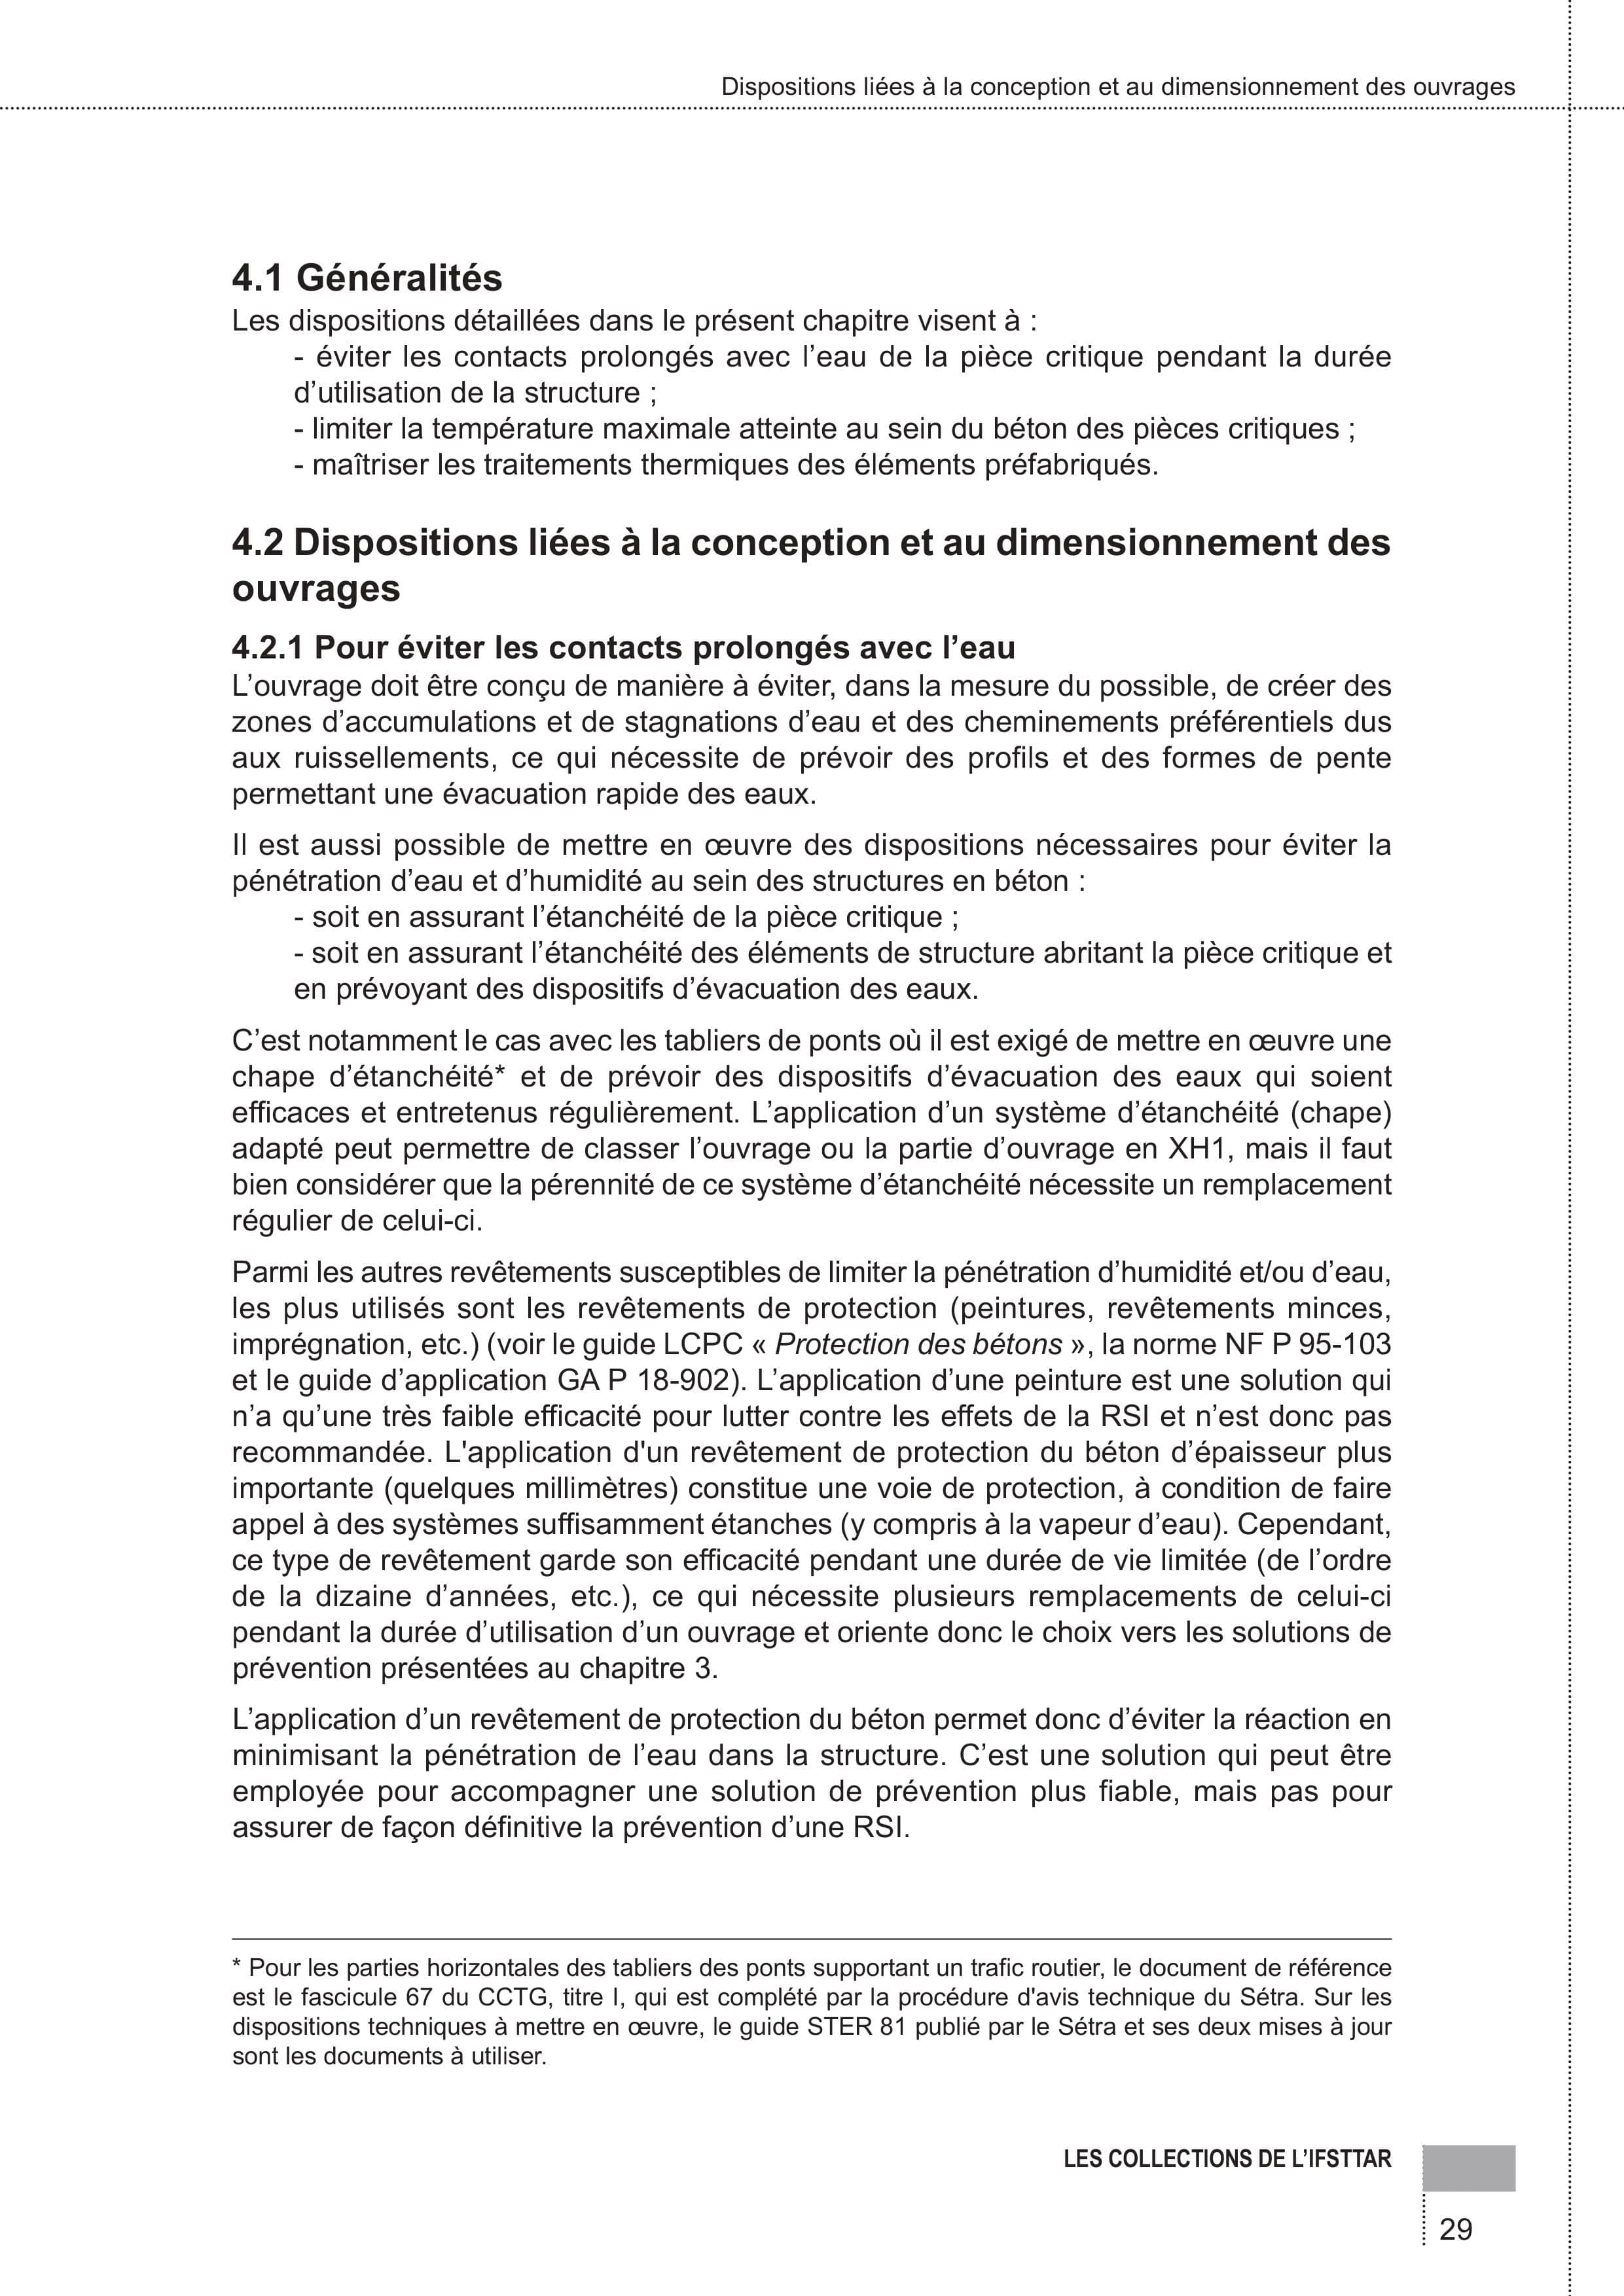 Dispositions liées à la conception et au dimensionnement des ouvrages
4.1 Généralités
Les dispositions détaillées dans le présent chapitre visent à :
- éviter les contacts prolongés avec l’eau de la pièce critique pendant la durée
d’utilisation de la structure ;
- limiter la température maximale atteinte au sein du béton des pièces critiques ;
- maîtriser les traitements thermiques des éléments préfabriqués.
4.2 Dispositions liées à la conception et au dimensionnement des
ouvrages
4.2.1 Pour éviter les contacts prolongés avec l’eau
L’ouvrage doit être conçu de manière à éviter, dans la mesure du possible, de créer des
zones d’accumulations et de stagnations d’eau et des cheminements préférentiels dus
aux ruissellements, ce qui nécessite de prévoir des profils et des formes de pente
permettant une évacuation rapide des eaux.
Il est aussi possible de mettre en œuvre des dispositions nécessaires pour éviter la
pénétration d’eau et d’humidité au sein des structures en béton :
- soit en assurant l’étanchéité de la pièce critique ;
- soit en assurant l’étanchéité des éléments de structure abritant la pièce critique et
en prévoyant des dispositifs d’évacuation des eaux.
C’est notamment le cas avec les tabliers de ponts où il est exigé de mettre en œuvre une
chape d’étanchéité* et de prévoir des dispositifs d’évacuation des eaux qui soient
efficaces et entretenus régulièrement. L’application d’un système d’étanchéité (chape)
adapté peut permettre de classer l’ouvrage ou la partie d’ouvrage en XH1, mais il faut
bien considérer que la pérennité de ce système d’étanchéité nécessite un remplacement
régulier de celui-ci.
Parmi les autres revêtements susceptibles de limiter la pénétration d’humidité et/ou d’eau,
les plus utilisés sont les revêtements de protection (peintures, revêtements minces,
imprégnation, etc.) (voir le guide LCPC « Protection des bétons », la norme NF P 95-103
et le guide d’application GA P 18-902). L’application d’une peinture est une solution qui
n’a qu’une très faible efficacité pour lutter contre les effets de la RSI et n’est donc pas
recommandée. L'application d'un revêtement de protection du béton d’épaisseur plus
importante (quelques millimètres) constitue une voie de protection, à condition de faire
appel à des systèmes suffisamment étanches (y compris à la vapeur d’eau). Cependant,
ce type de revêtement garde son efficacité pendant une durée de vie limitée (de l’ordre
de la dizaine d’années, etc.), ce qui nécessite plusieurs remplacements de celui-ci
pendant la durée d’utilisation d’un ouvrage et oriente donc le choix vers les solutions de
prévention présentées au chapitre 3.
L’application d’un revêtement de protection du béton permet donc d’éviter la réaction en
minimisant la pénétration de l’eau dans la structure. C’est une solution qui peut être
employée pour accompagner une solution de prévention plus fiable, mais pas pour
assurer de façon définitive la prévention d’une RSI.
* Pour les parties horizontales des tabliers des ponts supportant un trafic routier, le document de référence
est le fascicule 67 du CCTG, titre I, qui est complété par la procédure d'avis technique du Sétra. Sur les
dispositions techniques à mettre en œuvre, le guide STER 81 publié par le Sétra et ses deux mises à jour
sont les documents à utiliser.
LES COLLECTIONS DE L’IFSTTAR
29